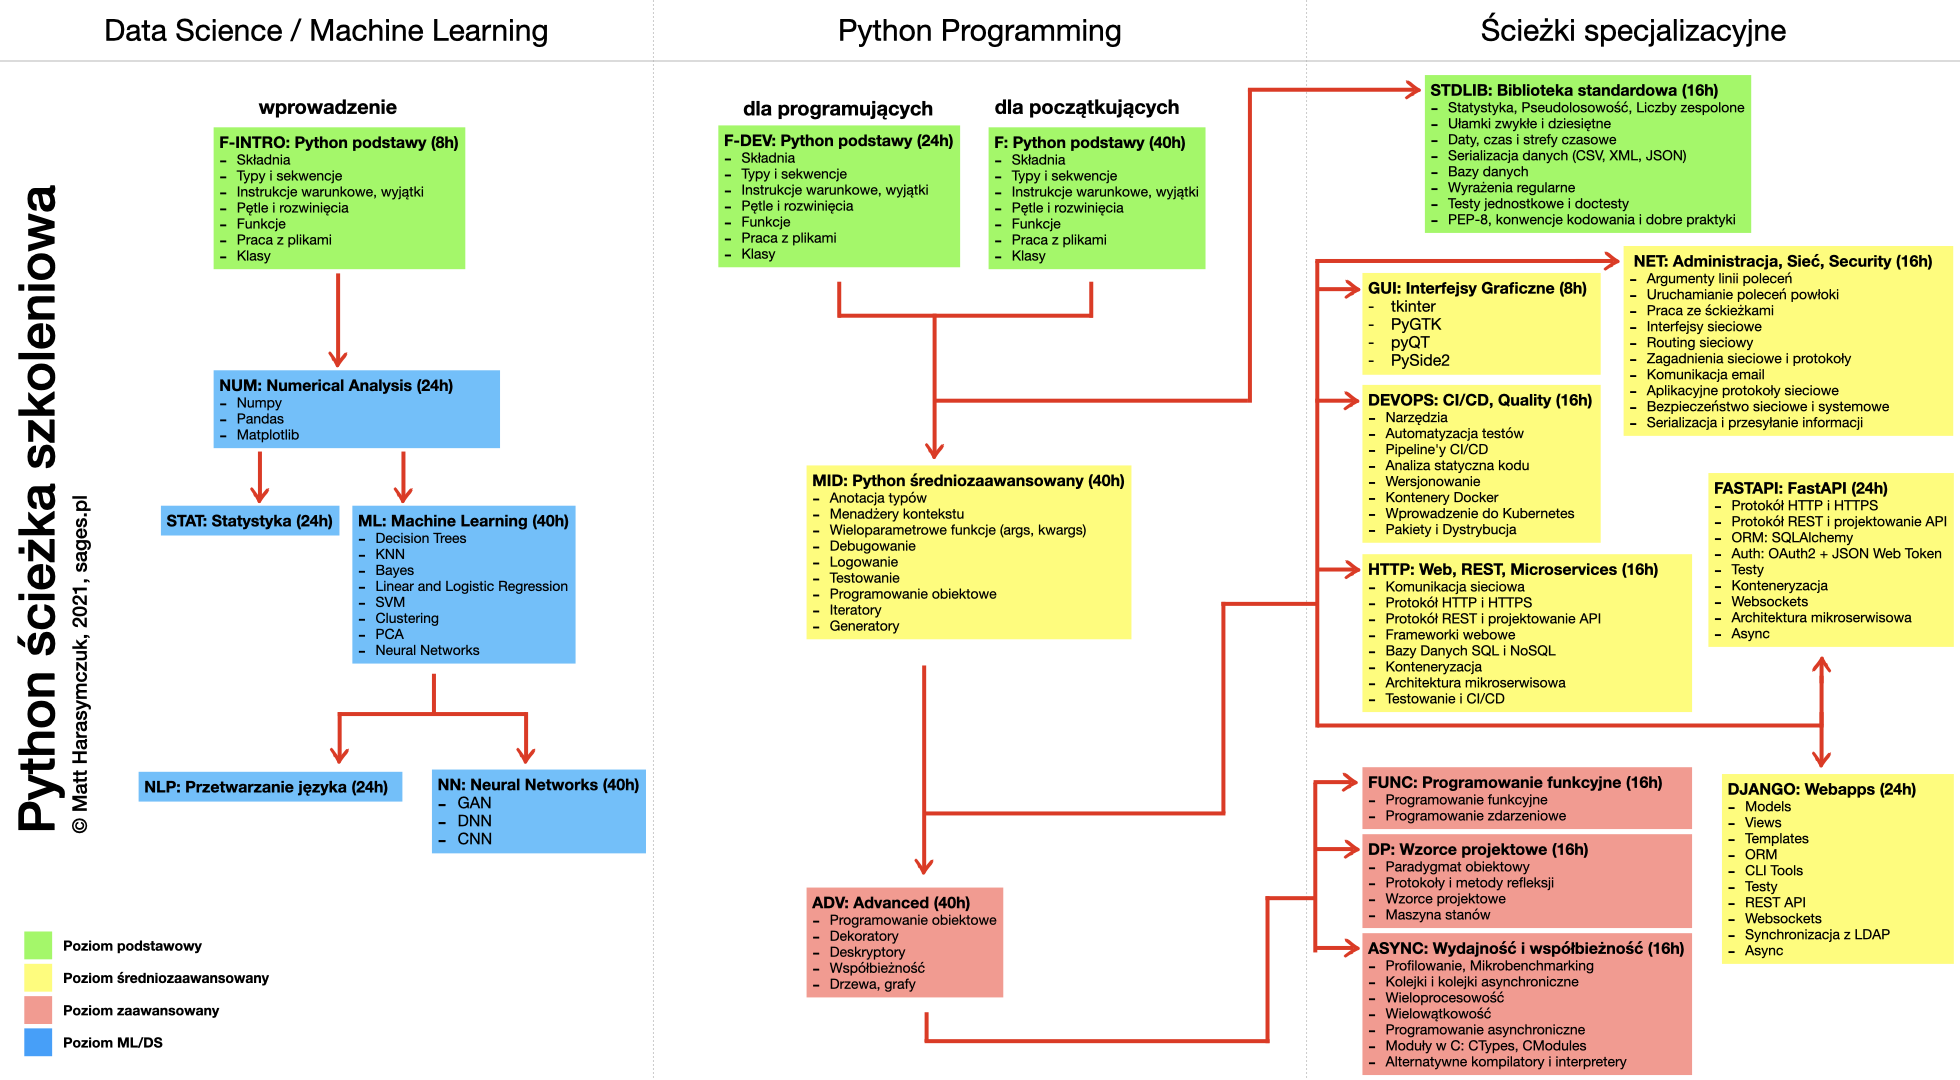 Data Science / Machine Learning
Python Programming
Ścieżki specjalizacyjne
Python ścieżka szkoleniowa
© Matt Harasymczuk, 2021, sages.pl
wprowadzenie
F-INTRO: Python podstawy (8h)
- Składnia
- Typy i sekwencje
- Instrukcje warunkowe, wyjątki
- Pętle i rozwinięcia
- Funkcje
- Praca z plikami
- Klasy
NUM: Numerical Analysis (24h)
- Numpy
- Pandas
- Matplotlib
STAT: Statystyka (24h)
ML: Machine Learning (40h)
- Decision Trees
- KNN
- Bayes
- Linear and Logistic Regression
- SVM
- Clustering
- PCA
- Neural Networks
NLP: Przetwarzanie języka (24h)
NN: Neural Networks (40h)
- GAN
- DNN
- CNN
Poziom podstawowy
Poziom średniozaawansowany
Poziom zaawansowany
Poziom ML/DS
dla programujących
F-DEV: Python podstawy (24h)
- Składnia
- Typy i sekwencje
- Instrukcje warunkowe, wyjątki
- Pętle i rozwinięcia
- Funkcje
- Praca z plikami
- Klasy
dla początkujących
F: Python podstawy (40h)
- Składnia
- Typy i sekwencje
- Instrukcje warunkowe, wyjątki
- Pętle i rozwinięcia
- Funkcje
- Praca z plikami
- Klasy
MID: Python średniozaawansowany (40h)
- Anotacja typów
- Menadżery kontekstu
- Wieloparametrowe funkcje (args, kwargs)
- Debugowanie
- Logowanie
- Testowanie
- Programowanie obiektowe
- Iteratory
- Generatory
ADV: Advanced (40h)
- Programowanie obiektowe
- Dekoratory
- Deskryptory
- Współbieżność
- Drzewa, grafy
STDLIB: Biblioteka standardowa (16h)
- Statystyka, Pseudolosowość, Liczby zespolone
- Ułamki zwykłe i dziesiętne
- Daty, czas i strefy czasowe
- Serializacja danych (CSV, XML, JSON)
- Bazy danych
- Wyrażenia regularne
- Testy jednostkowe i doctesty
- PEP-8, konwencje kodowania i dobre praktyki
NET: Administracja, Sieć, Security (16h)
- Argumenty linii poleceń
- Uruchamianie poleceń powłoki
- Praca ze śckieżkami
- Interfejsy sieciowe
- Routing sieciowy
- Zagadnienia sieciowe i protokoły
- Komunikacja email
- Aplikacyjne protokoły sieciowe
- Bezpieczeństwo sieciowe i systemowe
- Serializacja i przesyłanie informacji
GUI: Interfejsy Graficzne (8h)
- tkinter
- PyGTK
- pyQT
- PySide2
DEVOPS: CI/CD, Quality (16h)
- Narzędzia
- Automatyzacja testów
- Pipeline'y CI/CD
- Analiza statyczna kodu
- Wersjonowanie
- Kontenery Docker
- Wprowadzenie do Kubernetes
- Pakiety i Dystrybucja
FASTAPI: FastAPI (24h)
- Protokół HTTP i HTTPS
- Protokół REST i projektowanie API
- ORM: SQLAlchemy
- Auth: OAuth2 + JSON Web Token
- Testy
- Konteneryzacja
- Websockets
- Architektura mikroserwisowa
- Async
HTTP: Web, REST, Microservices (16h)
- Komunikacja sieciowa
- Protokół HTTP i HTTPS
- Protokół REST i projektowanie API
- Frameworki webowe
- Bazy Danych SQL i NoSQL
- Konteneryzacja
- Architektura mikroserwisowa
- Testowanie i CI/CD
FUNC: Programowanie funkcyjne (16h)
- Programowanie funkcyjne
- Programowanie zdarzeniowe
DP: Wzorce projektowe (16h)
- Paradygmat obiektowy
- Protokoły i metody refleksji
- Wzorce projektowe
- Maszyna stanów
ASYNC: Wydajność i współbieżność (16h)
- Profilowanie, Mikrobenchmarking
- Kolejki i kolejki asynchroniczne
- Wieloprocesowość
- Wielowątkowość
- Programowanie asynchroniczne
- Moduły w C: CTypes, CModules
- Alternatywne kompilatory i interpretery
DJANGO: Webapps (24h)
- Models
- Views
- Templates
- ORM
- CLI Tools
- Testy
- REST API
- Websockets
- Synchronizacja z LDAP
- Async